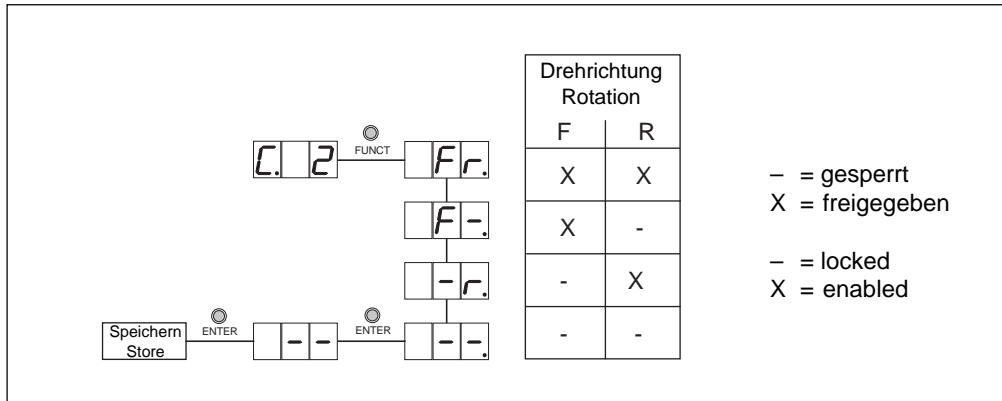 Drehrichtung
Rotation
F R
C. 2 FUNCT Fr. X X
F-. X -
-r. - X
Speichern
Store
ENTER -- ENTER --. - -
– = gesperrt
X = freigegeben
– = locked
X = enabled